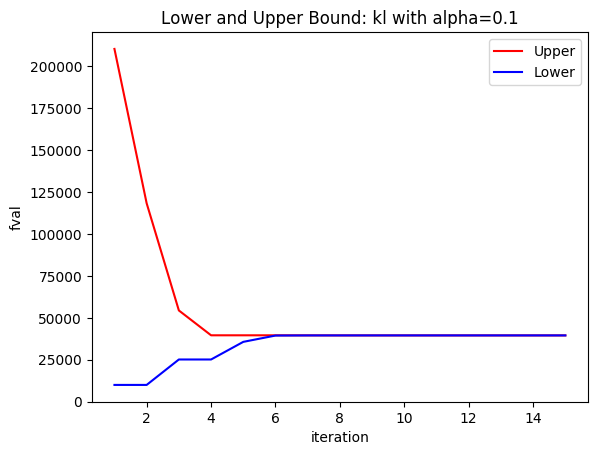 Lower and Upper Bound: kl with alpha=0.1
Upper
Lower
fval
200000
175000
150000
125000
100000
75000
50000
25000
0
2 4 6 8 10 12 14
iteration